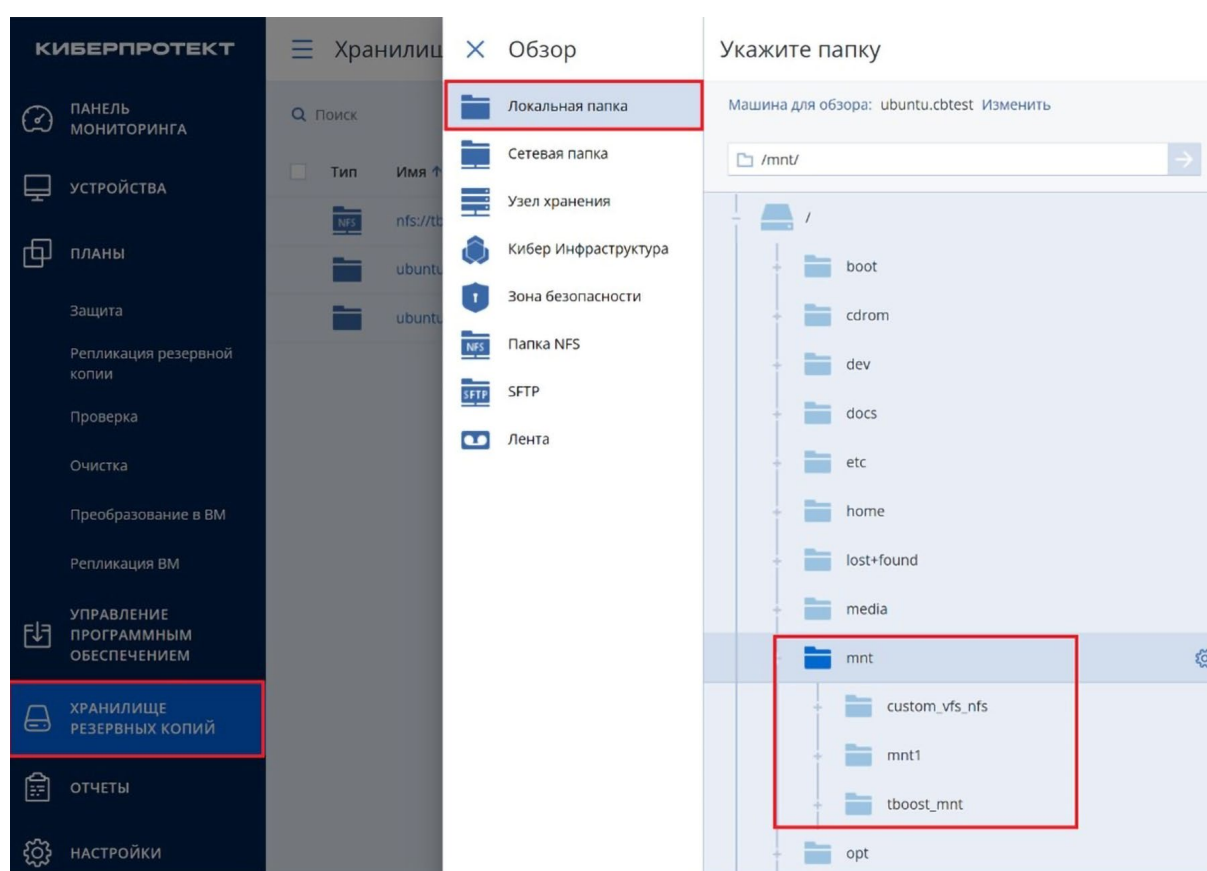 КИБЕРПРОТЕКТ
ПАНЕЛЬ
МОНИТОРИНГА
УСТРОЙСТВА
ПЛАНЫ
Защита
Репликация резервной
копии
Проверка
Очистка
Преобразование в ВМ
Репликация ВМ
УПРАВЛЕНИЕ
ПРОГРАММНЫМ
ОБЕСПЕЧЕНИЕМ
ХРАНИЛИЩЕ
РЕЗЕРВНЫХ КОПИЙ
ОТЧЕТЫ
НАСТРОЙКИ
Хранилищ
Поиск
Тип Имя ↑
NFS nfs://tb
ubuntu
ubuntu
Обзор
Локальная папка
Сетевая папка
Узел хранения
Кибер Инфраструктура
Зона безопасности
NFS Папка NFS
SFTP SFTP
Лента
Укажите папку
Машина для обзора: ubuntu.cbtest Изменить
/mnt/
/
boot
cdrom
dev
docs
etc
home
lost+found
media
mnt
custom_vfs_nfs
mnt1
tboost_mnt
opt